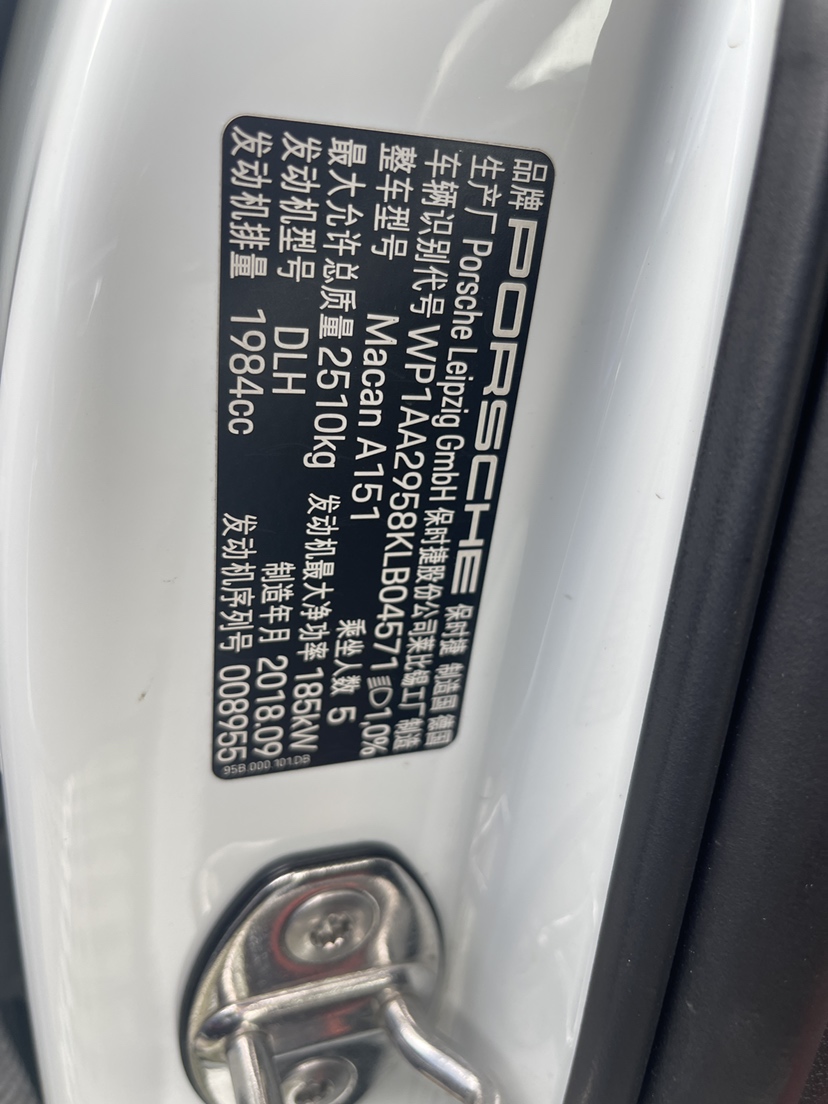 品牌 PORSCHE 保时捷 制造国 德国
生产厂 Porsche Leipzig GmbH 保时捷股份公司莱比锡工厂 制造
车辆识别代号 WP1AA2958KLB04571 1,0%
整车型号 Macan A151 乘坐人数 5
最大允许总质量 2510kg 发动机最大净功率 185kW
发动机型号 DLH 制造年月 2018.09
发动机排量 1984cc 发动机序列号 008955
95B.000.101.DB